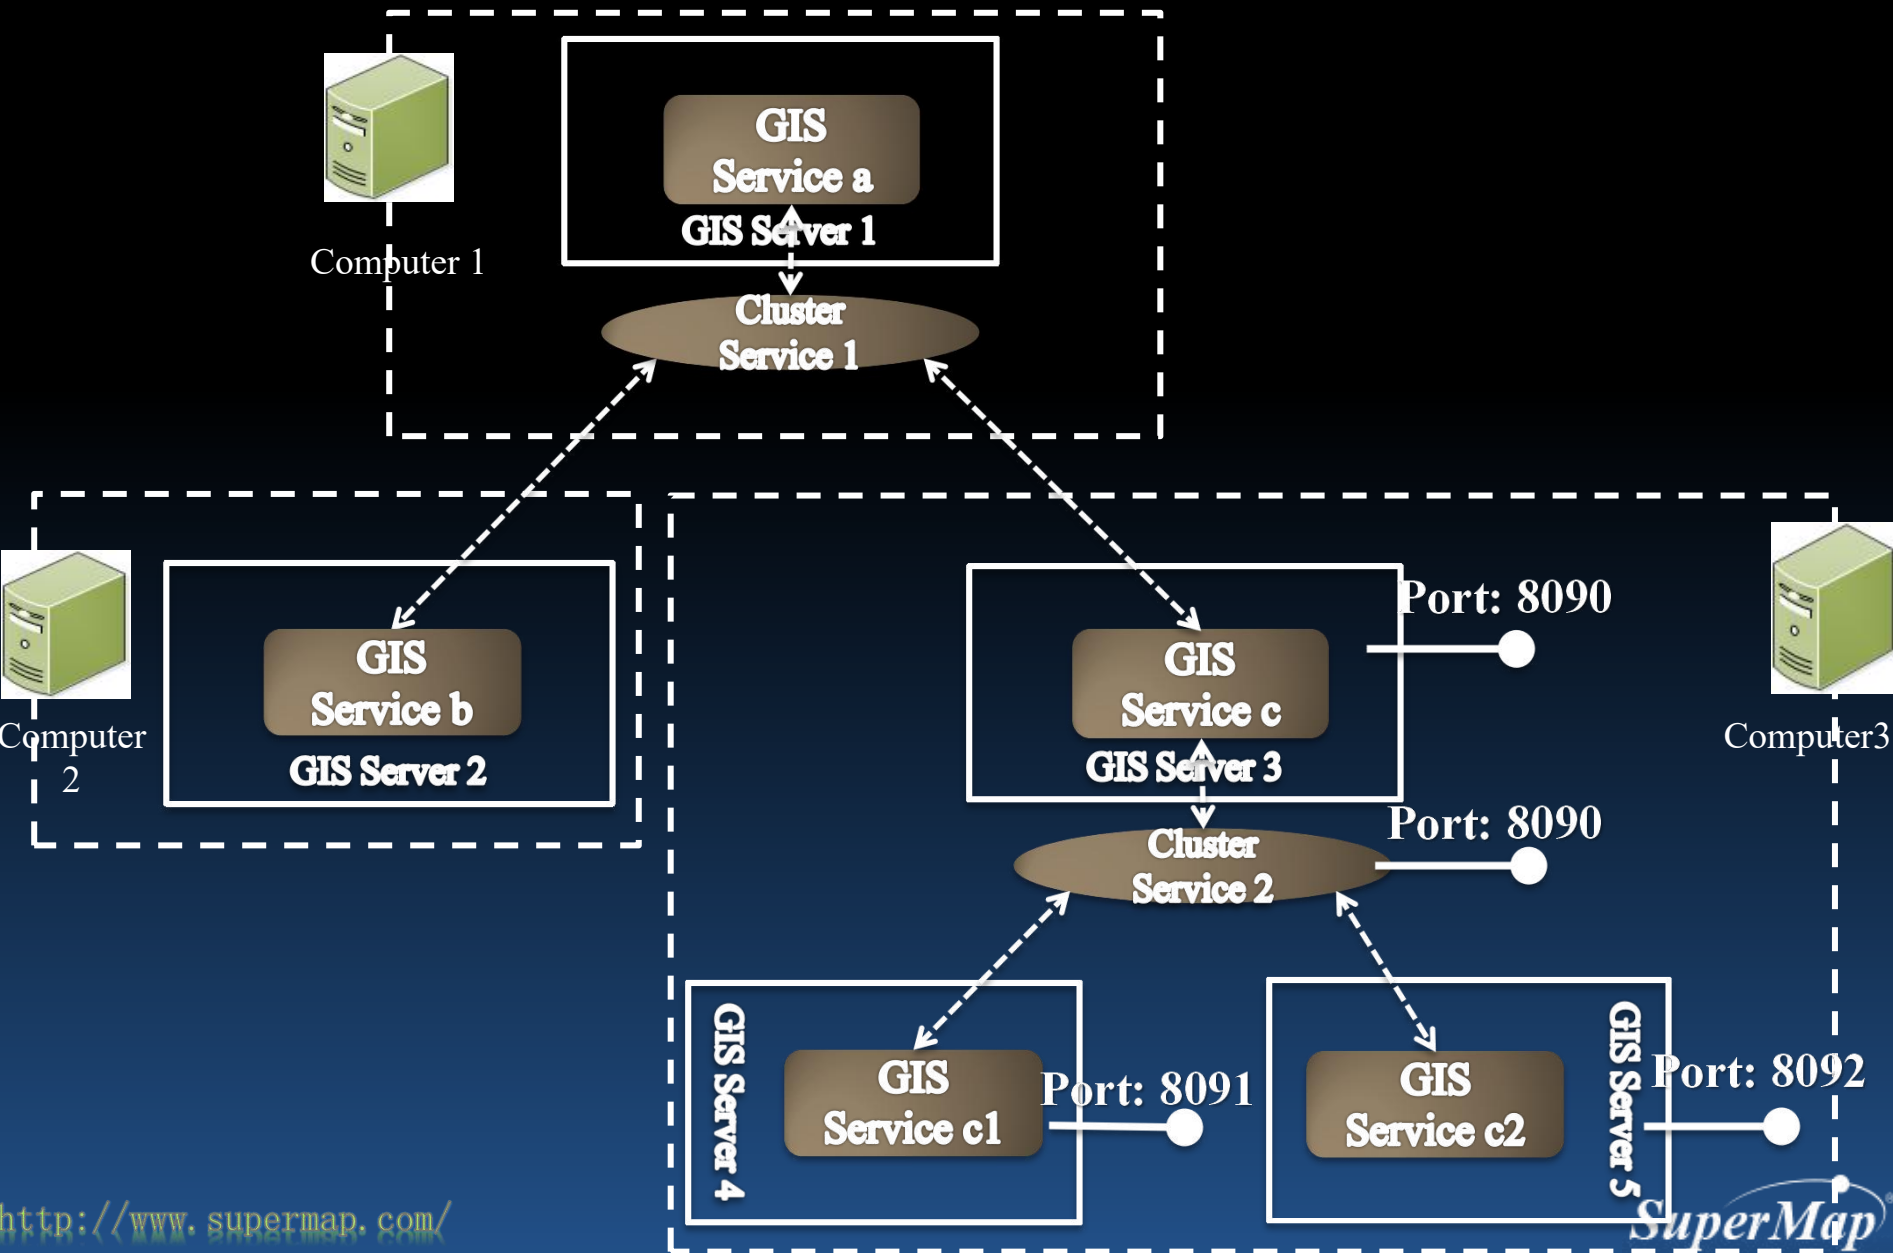 GIS
Service a
GIS Server 1
Computer 1
Cluster
Service 1
GIS
Service b
GIS Server 2
Computer
2
Port: 8090
GIS
Service c
GIS Server 3
Computer3
Port: 8090
Cluster
Service 2
GIS Server 4
GIS
Service c1
Port: 8091
GIS
Service c2
GIS Server 5
Port: 8092
http://www.supermap.com/
SuperMap®